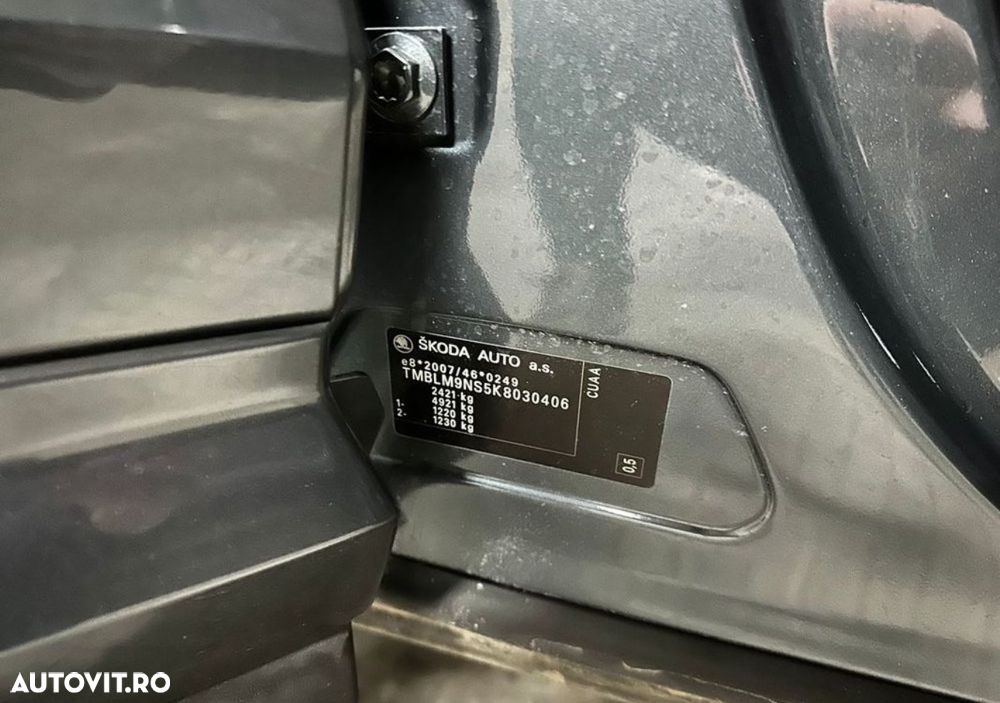 ŠKODA AUTO a.s.
e8*2007/46*0249
TMBLM9NS5K8030406
2421 kg
4921 kg
1- 1220 kg
2- 1230 kg
CUAA
0,5
AUTOVIT.RO